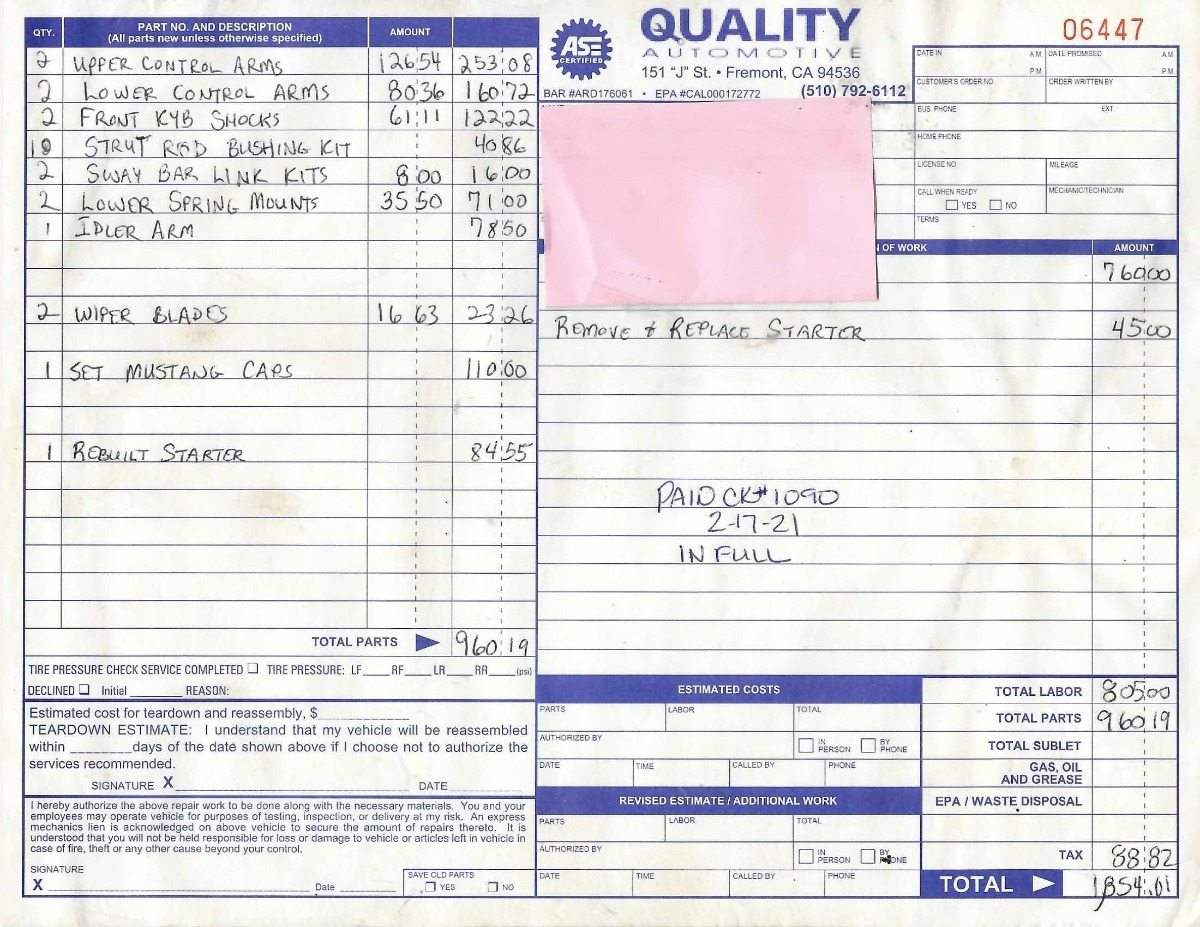 QTY. PART NO. AND DESCRIPTION (All parts new unless otherwise specified) AMOUNT
2 UPPER CONTROL ARMS 126.54 253.08
2 LOWER CONTROL ARMS 80.36 160.72
2 FRONT KYB SHOCKS 61.11 122.22
STRUT ROD BUSHING KIT 40.86
2 SWAY BAR LINK KITS 8.00 16.00
2 LOWER SPRING MOUNTS 35 50 71 00
1 IDLER ARM 78.50
2 WIPER BLADES 16 63 23.26
1 SET MUSTANG CAPS 110.00
1 REBUILT STARTER 84.55
TOTAL PARTS 960.19
TIRE PRESSURE CHECK SERVICE COMPLETED ☐ TIRE PRESSURE: LF____ RF____ LR____ RR____ (psi)
DECLINED ☐ Initial ________ REASON:
Estimated cost for teardown and reassembly, $____________
TEARDOWN ESTIMATE: I understand that my vehicle will be reassembled
within _______days of the date shown above if I choose not to authorize the
services recommended.
SIGNATURE X____________ DATE____________
I hereby authorize the above repair work to be done along with the necessary materials. You and your
employees may operate vehicle for purposes of testing, inspection, or delivery at my risk. An express
mechanics lien is acknowledged on above vehicle to secure the amount of repairs thereto. It is
understood that you will not be held responsible for loss or damage to vehicle or articles left in vehicle in
case of fire, theft or any other cause beyond your control.
SIGNATURE
X____________ Date ________
SAVE OLD PARTS
☐ YES ☐ NO
ASE CERTIFIED
QUALITY
AUTOMOTIVE
151 "J" St. • Fremont, CA 94536
BAR #ARD176061 • EPA #CAL000172772 (510) 792-6112
06447
DATE IN A.M. P.M. DATE PROMISED A.M. P.M.
CUSTOMER'S ORDER NO. ORDER WRITTEN BY
BUS. PHONE EXT.
HOME PHONE
LICENSE NO. MILEAGE
CALL WHEN READY ☐ YES ☐ NO MECHANIC/TECHNICIAN
TERMS
N OF WORK AMOUNT
760.00
REMOVE & REPLACE STARTER 45.00
PAID CK# 1090
2-17-21
IN FULL
ESTIMATED COSTS
PARTS LABOR TOTAL
AUTHORIZED BY ☐ IN PERSON ☐ BY PHONE
DATE TIME CALLED BY PHONE
REVISED ESTIMATE / ADDITIONAL WORK
PARTS LABOR TOTAL
AUTHORIZED BY ☐ IN PERSON ☐ BY PHONE
DATE TIME CALLED BY PHONE
TOTAL LABOR 805.00
TOTAL PARTS 960 19
TOTAL SUBLET
GAS, OIL AND GREASE
EPA / WASTE DISPOSAL
TAX 88.82
TOTAL 1,854.01